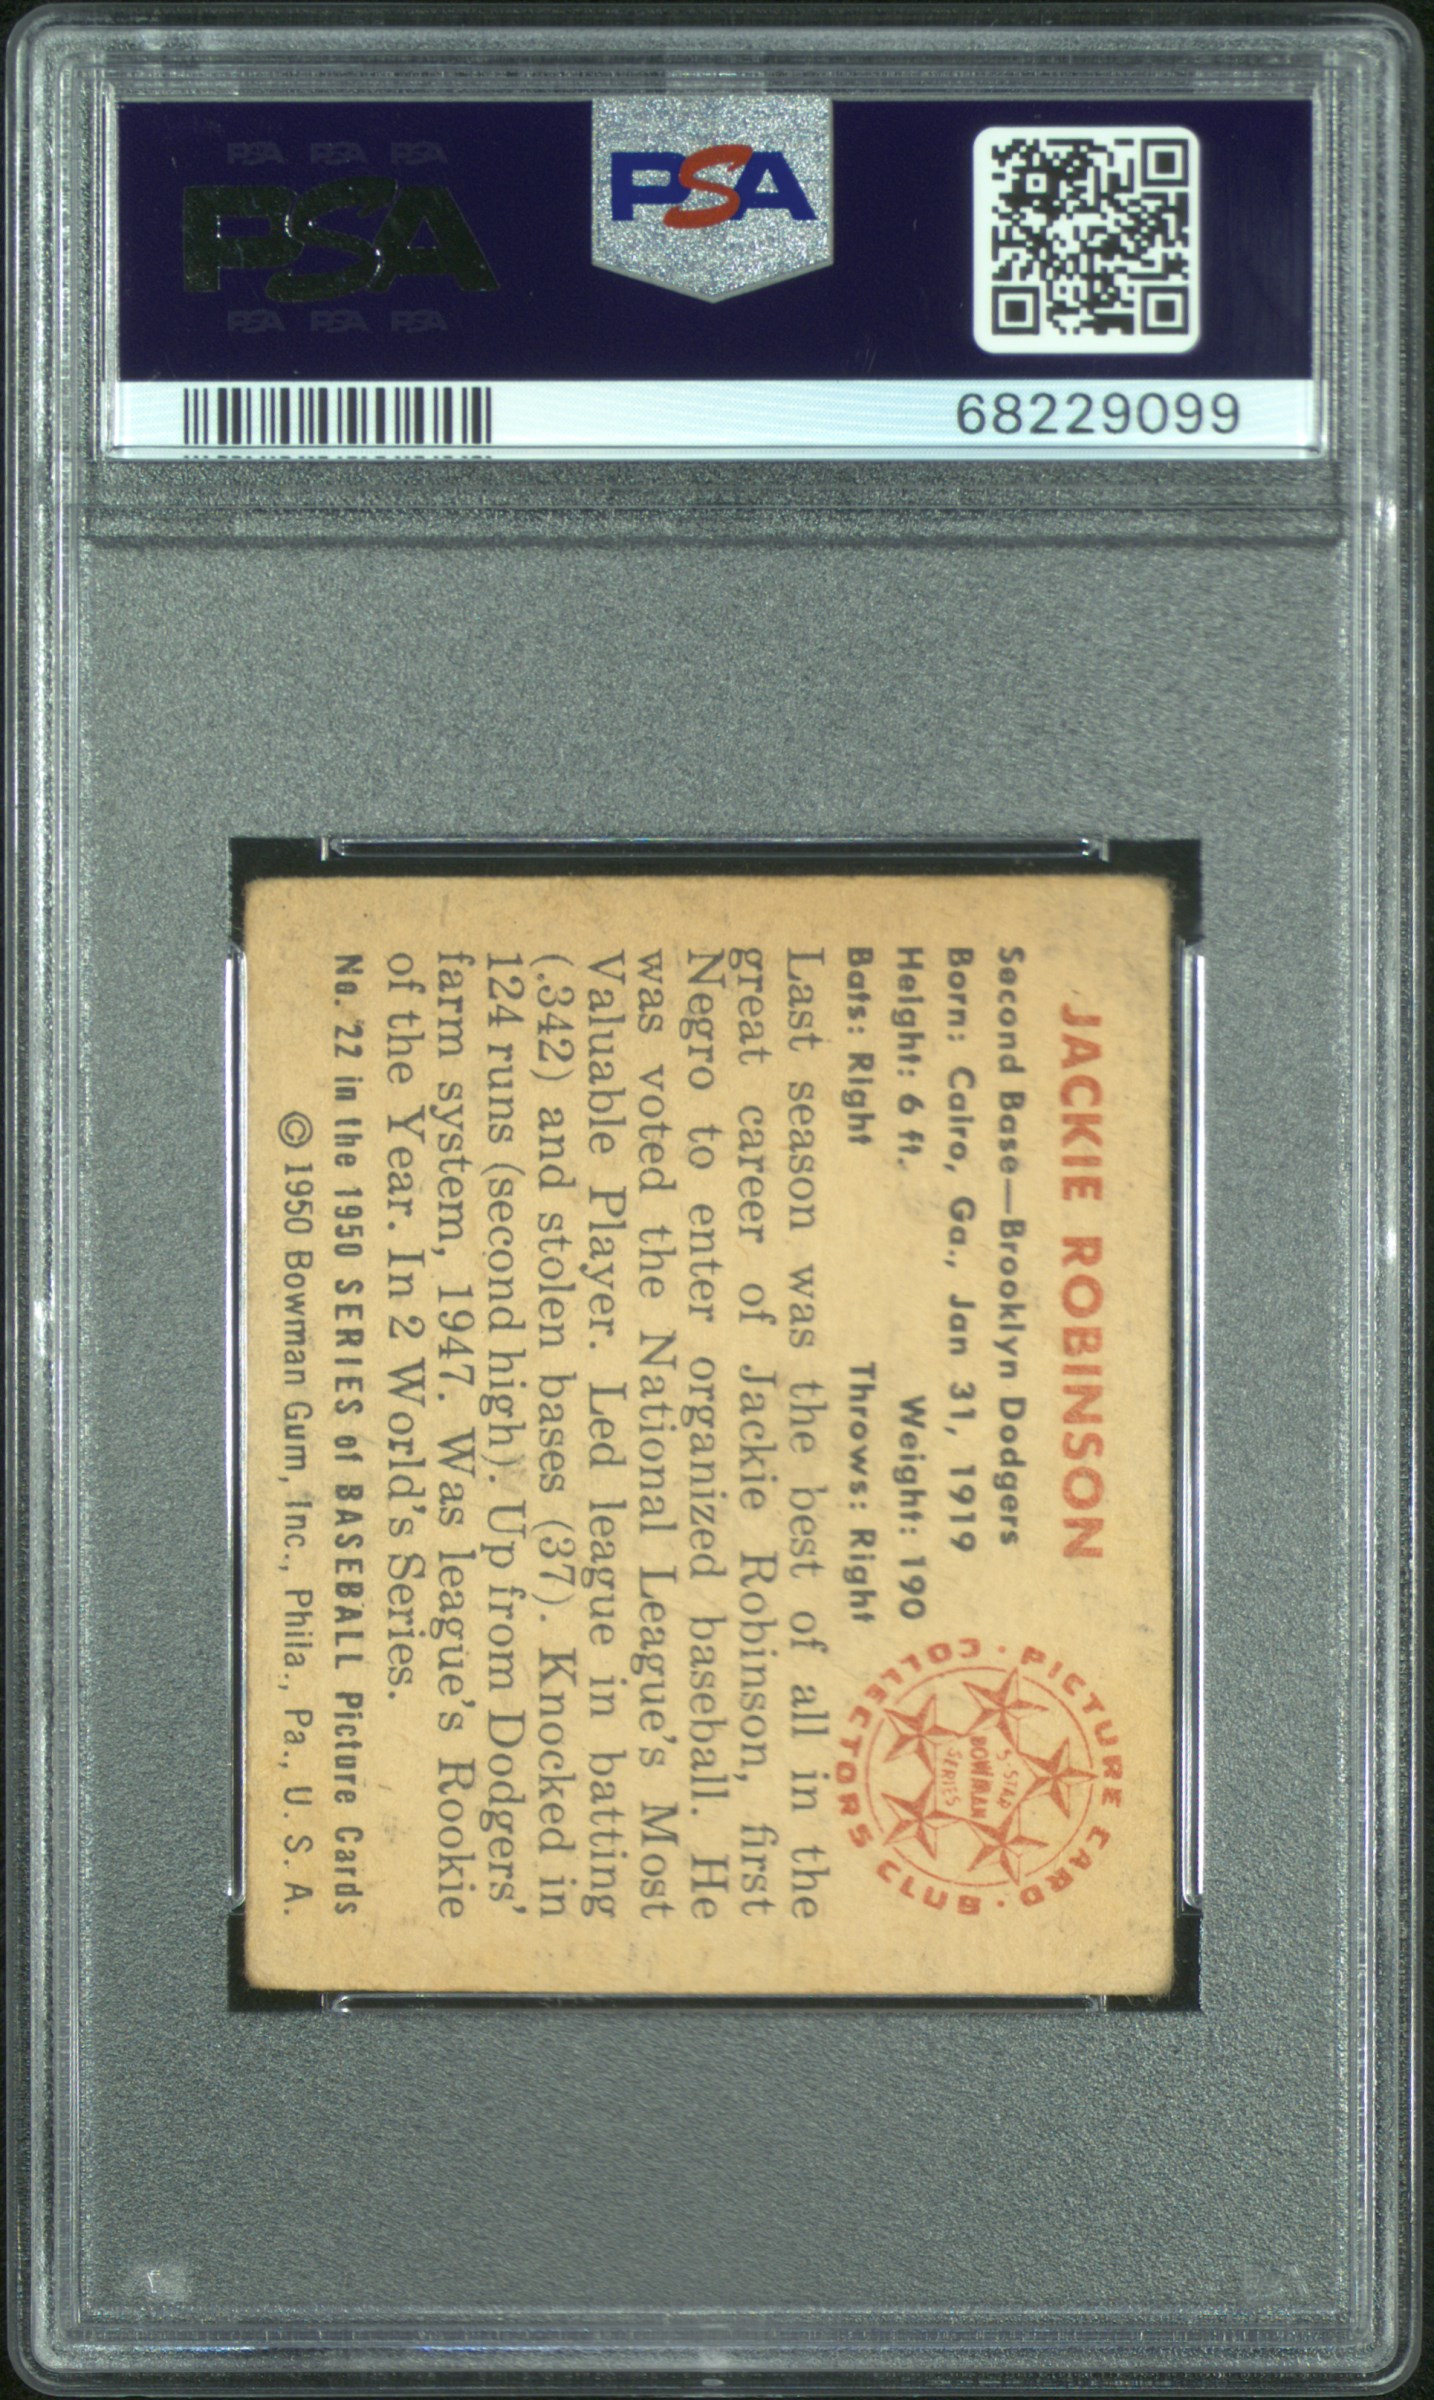 PSA PSA PSA
PSA
PSA PSA PSA
PSA
68229099
JACKIE ROBINSON
Second Base—Brooklyn Dodgers
Born: Cairo, Ga., Jan 31, 1919
Height: 6 ft. Weight: 190
Bats: Right Throws: Right
PICTURE CARD · CLUB COLLECTORS ·
5-STAR
BOWMAN
SERIES
Last season was the best of all in the
great career of Jackie Robinson, first
Negro to enter organized baseball. He
was voted the National League's Most
Valuable Player. Led league in batting
(.342) and stolen bases (37). Knocked in
124 runs (second high). Up from Dodgers'
farm system, 1947. Was league's Rookie
of the Year. In 2 World's Series.
No. 22 in the 1950 SERIES of BASEBALL Picture Cards
© 1950 Bowman Gum, Inc., Phila., Pa., U. S. A.